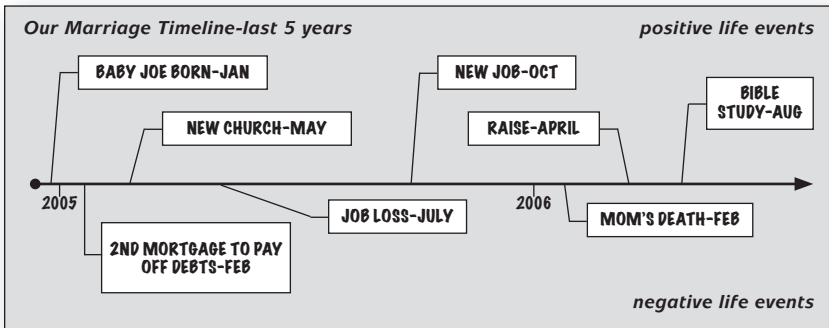 Our Marriage Timeline-last 5 years
positive life events
BABY JOE BORN-JAN
NEW JOB-OCT
BIBLE
STUDY-AUG
NEW CHURCH-MAY
RAISE-APRIL
2005
2006
JOB LOSS-JULY
MOM'S DEATH-FEB
2ND MORTGAGE TO PAY
OFF DEBTS-FEB
negative life events